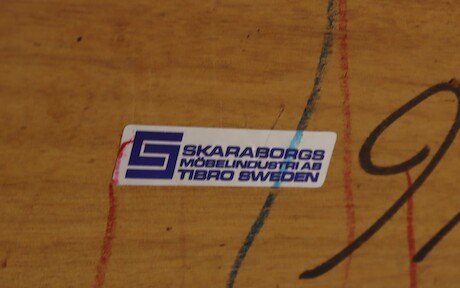 SKARABORGS
MÖBELINDUSTRI AB
TIBRO SWEDEN